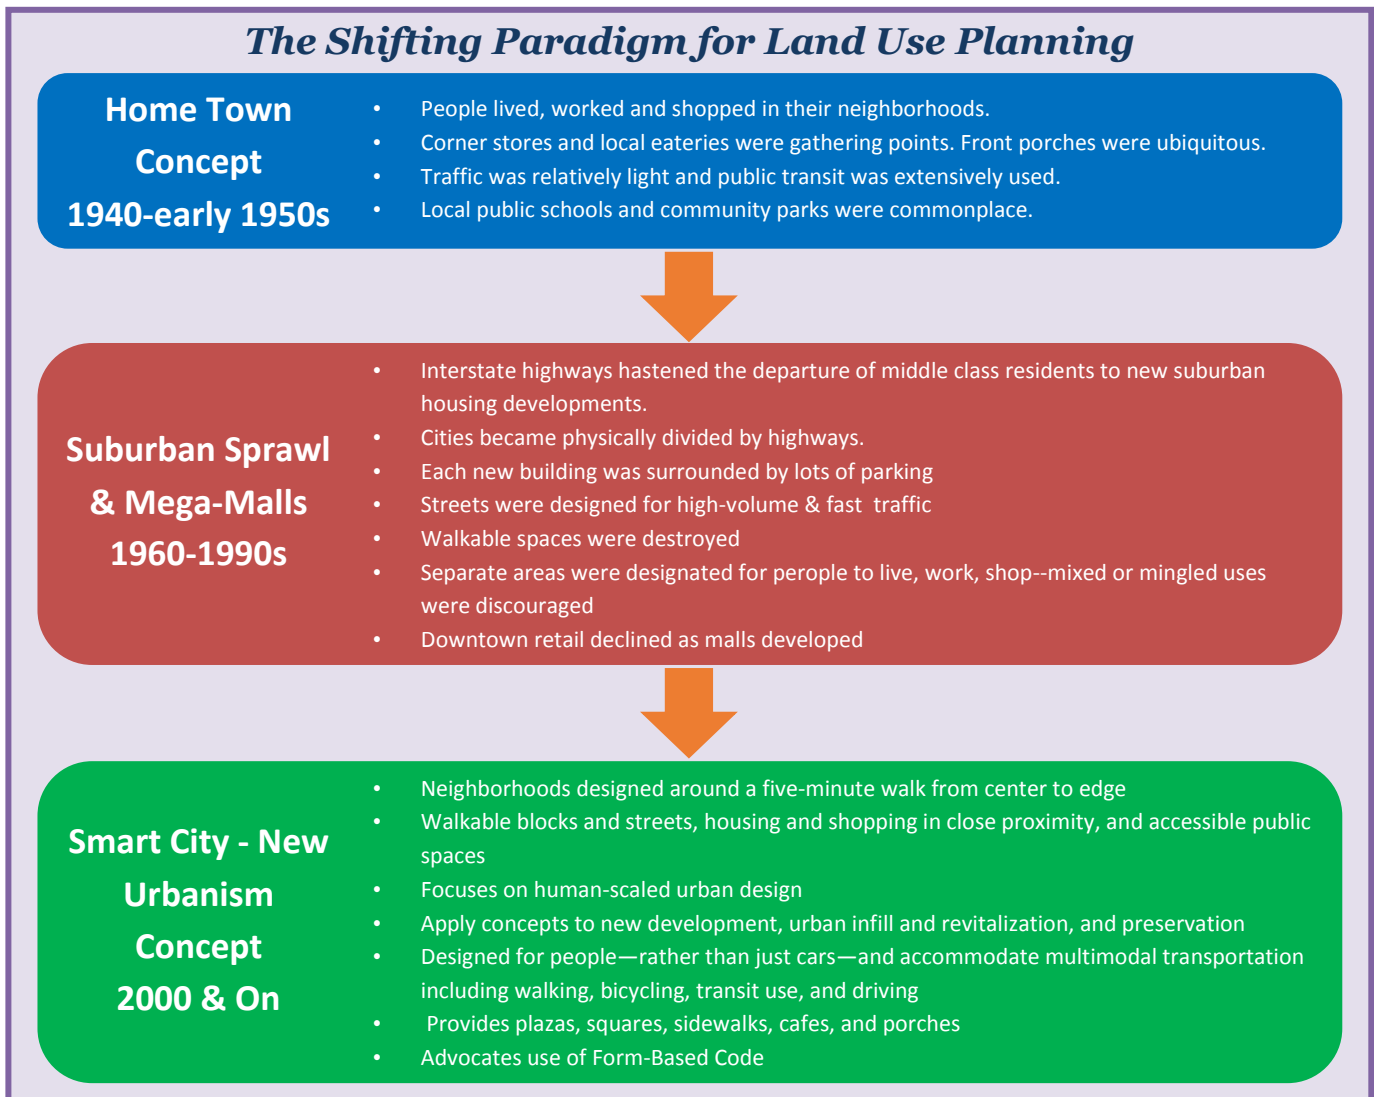 The Shifting Paradigm for Land Use Planning
Home Town
Concept
1940-early 1950s
• People lived, worked and shopped in their neighborhoods.
• Corner stores and local eateries were gathering points. Front porches were ubiquitous.
• Traffic was relatively light and public transit was extensively used.
• Local public schools and community parks were commonplace.
Suburban Sprawl
& Mega-Malls
1960-1990s
• Interstate highways hastened the departure of middle class residents to new suburban
housing developments.
• Cities became physically divided by highways.
• Each new building was surrounded by lots of parking
• Streets were designed for high-volume & fast  traffic
• Walkable spaces were destroyed
• Separate areas were designated for perople to live, work, shop--mixed or mingled uses
were discouraged
• Downtown retail declined as malls developed
Smart City - New
Urbanism
Concept
2000 & On
• Neighborhoods designed around a five-minute walk from center to edge
• Walkable blocks and streets, housing and shopping in close proximity, and accessible public
spaces
• Focuses on human-scaled urban design
• Apply concepts to new development, urban infill and revitalization, and preservation
• Designed for people—rather than just cars—and accommodate multimodal transportation
including walking, bicycling, transit use, and driving
• Provides plazas, squares, sidewalks, cafes, and porches
• Advocates use of Form-Based Code